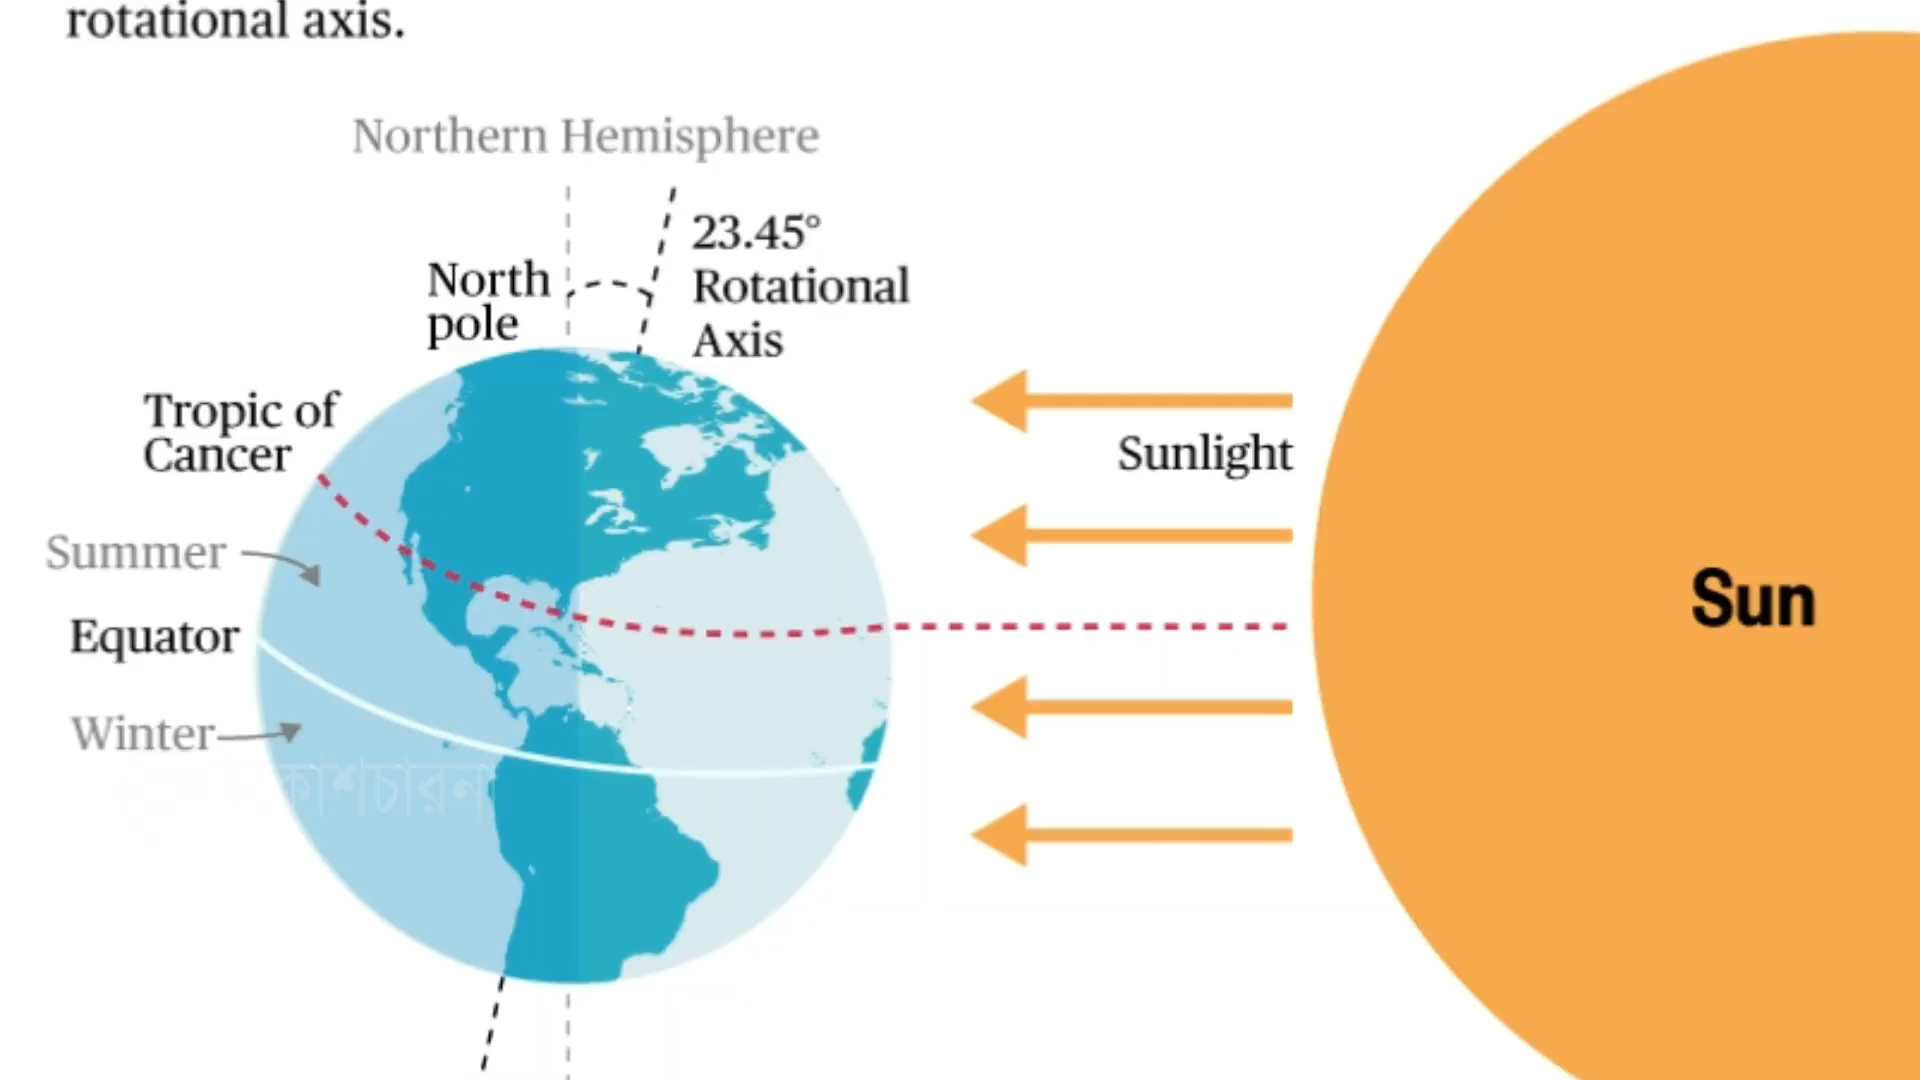 rotational axis.
Northern Hemisphere
23.45°
Rotational
Axis
North
pole
Tropic of
Cancer
Sunlight
Summer
Sun
Equator
Winter